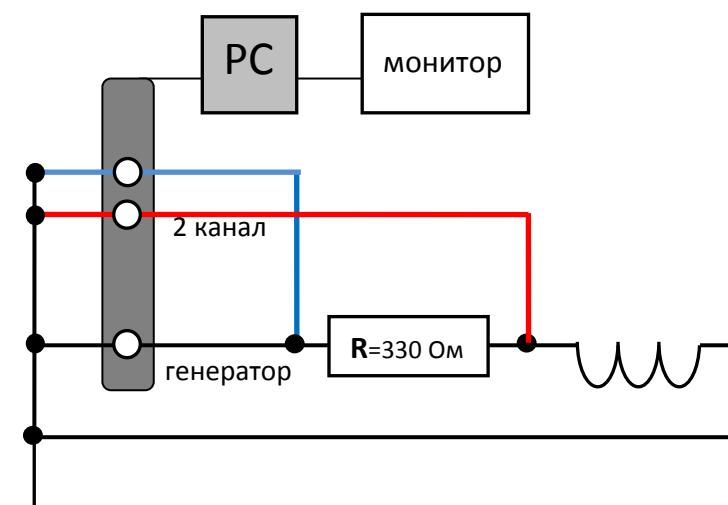 PC
монитор
2 канал
R=330 Ом
генератор